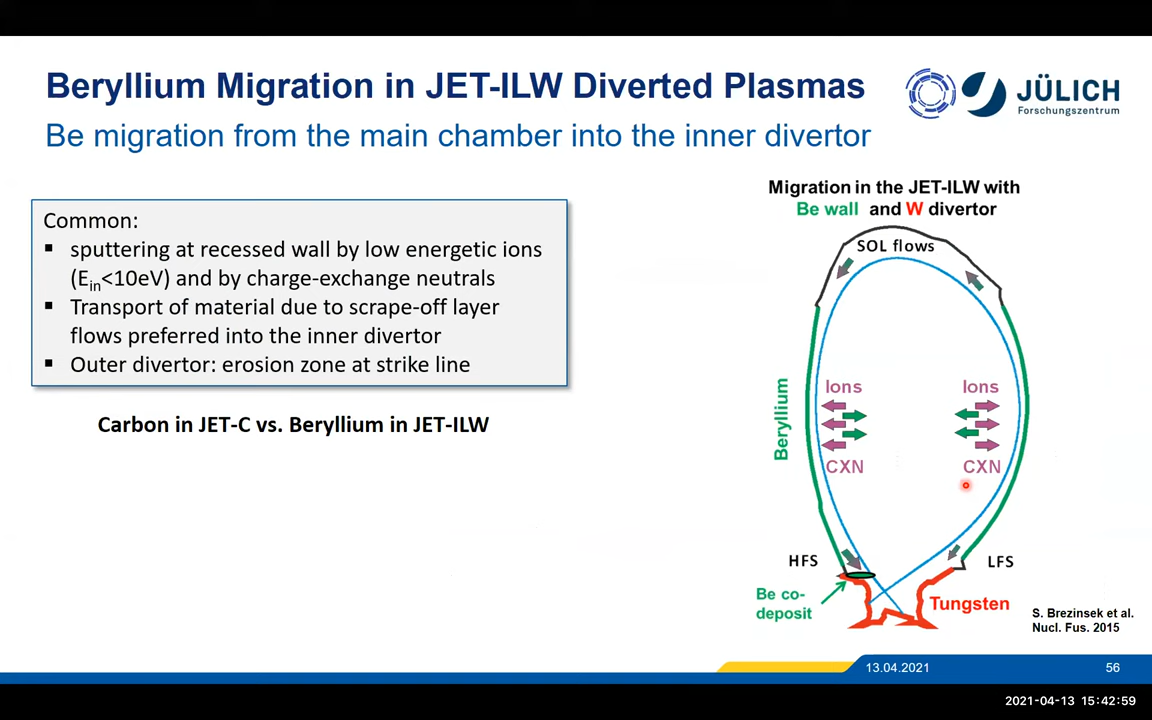 Beryllium Migration in JET-ILW Diverted Plasmas
Be migration from the main chamber into the inner divertor
JÜLICH
Forschungszentrum
Common:
▪ sputtering at recessed wall by low energetic ions
(Ein<10eV) and by charge-exchange neutrals
▪ Transport of material due to scrape-off layer
flows preferred into the inner divertor
▪ Outer divertor: erosion zone at strike line
Carbon in JET-C vs. Beryllium in JET-ILW
Migration in the JET-ILW with
Be wall and W divertor
SOL flows
Ions
Ions
Beryllium
CXN
CXN
HFS
LFS
Be co-
deposit
Tungsten
S. Brezinsek et al.
Nucl. Fus. 2015
13.04.2021
56
2021-04-13 15:42:59